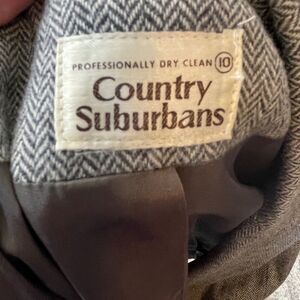 PROFESSIONALLY DRY CLEAN 10
Country
Suburbans